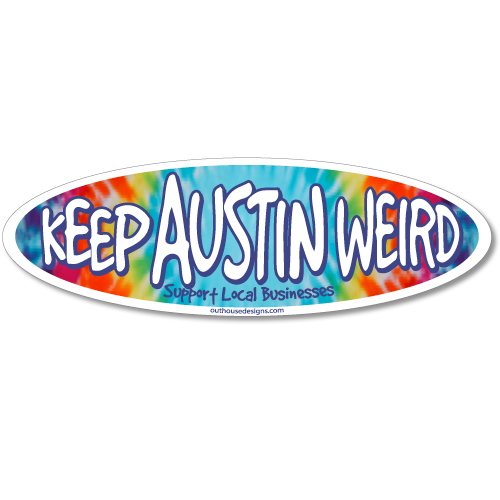 KEEP AUSTIN WEIRD
Support Local Businesses
outhousedesigns.com